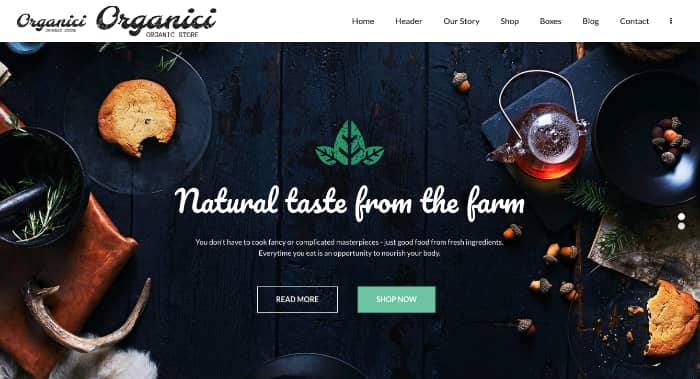 Organici
ORGANIC STORE
Organici
ORGANIC STORE
Home Header Our Story Shop Boxes Blog Contact
Natural taste from the farm
You don't have to cook fancy or complicated masterpieces - just good food from fresh ingredients.
Everytime you eat is an opportunity to nourish your body.
READ MORE SHOP NOW